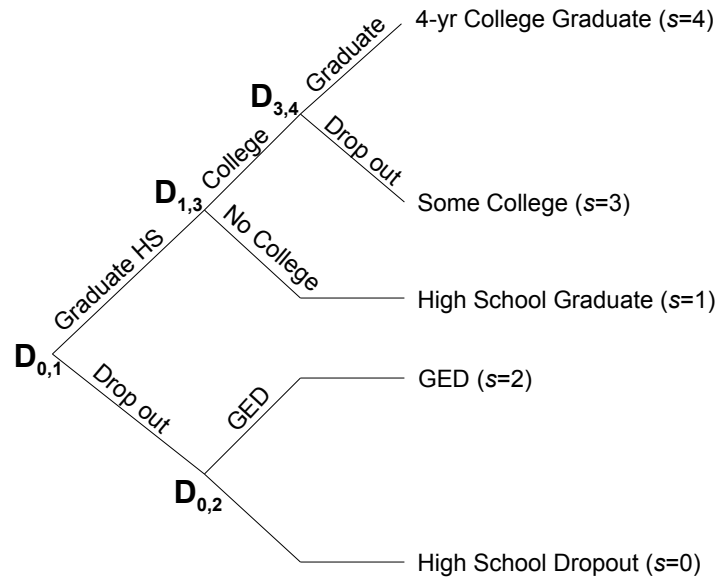 4-yr College Graduate (s=4)
Graduate
D3,4
Drop out
College
Some College (s=3)
D1,3
No College
High School Graduate (s=1)
Graduate HS
D0,1
Drop out
GED
GED (s=2)
D0,2
High School Dropout (s=0)